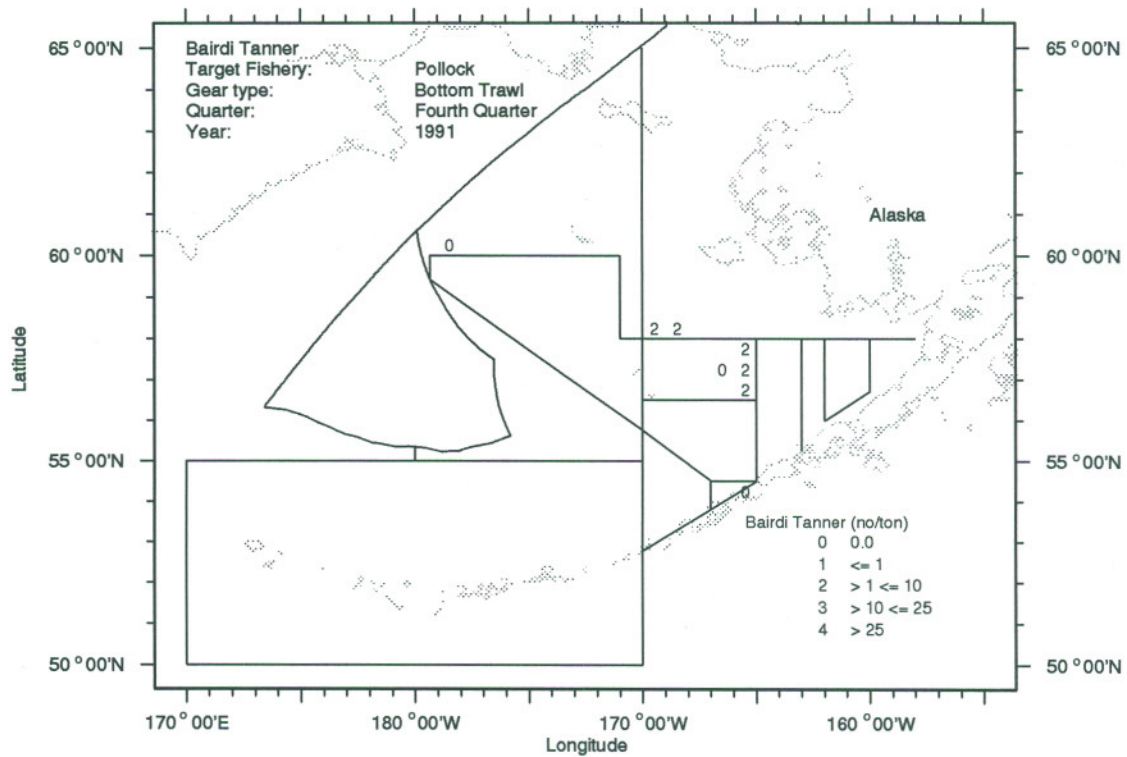 Bairdi Tanner
Target Fishery: Pollock
Gear type: Bottom Trawl
Quarter: Fourth Quarter
Year: 1991
65°00'N 65°00'N
Alaska
60°00'N 0 60°00'N
2 2
2
0 2
2
55°00'N 55°00'N
0
Bairdi Tanner (no/ton)
0 0.0
1 <= 1
2 > 1 <= 10
3 > 10 <= 25
4 > 25
50°00'N 50°00'N
170°00'E 180°00'W 170°00'W 160°00'W
Longitude
Latitude